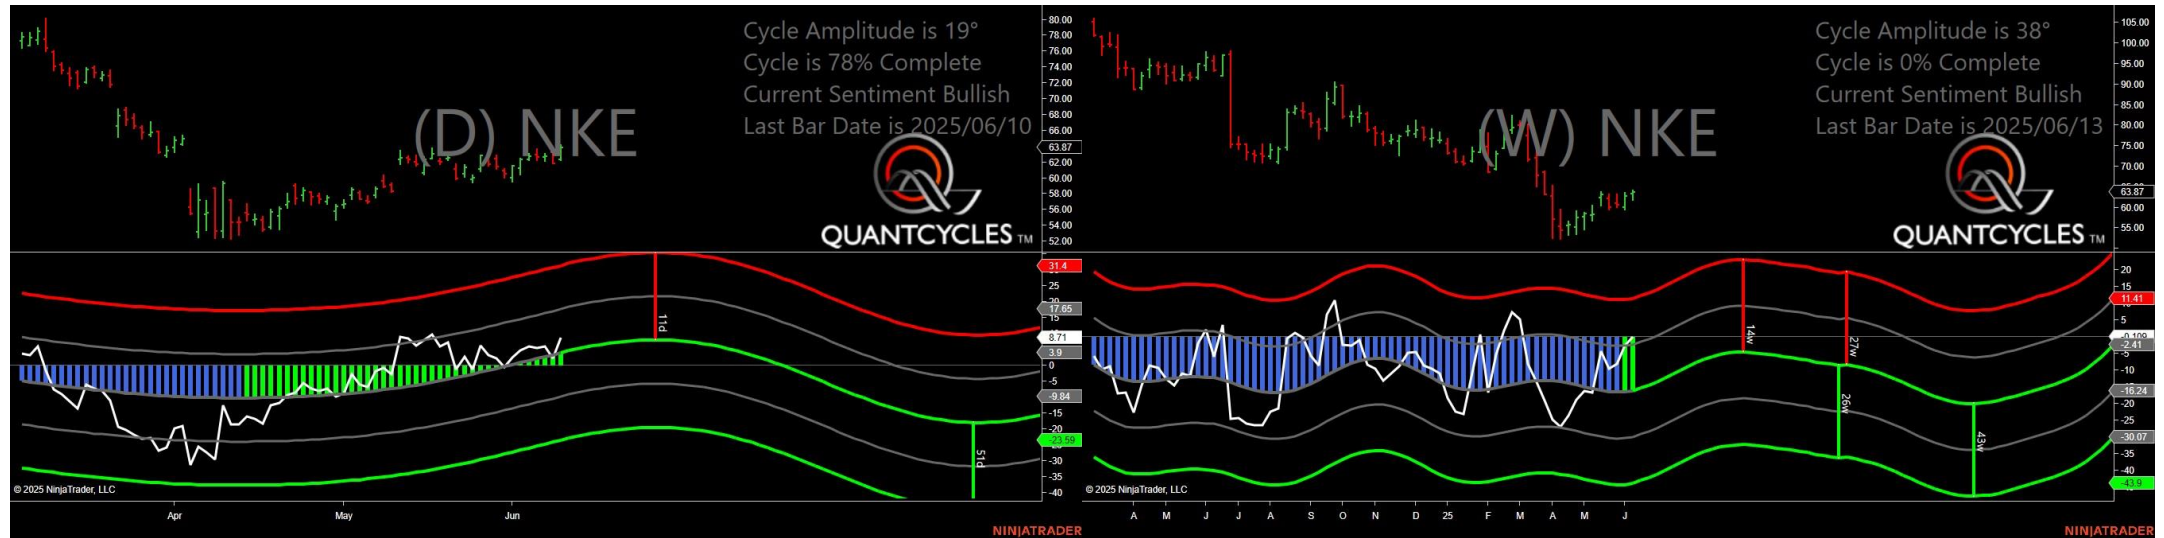 Cycle Amplitude is 19°
Cycle is 78% Complete
Current Sentiment Bullish
Last Bar Date is 2025/06/10
(D) NKE
QUANTCYCLES TM
80.00
78.00
76.00
74.00
72.00
70.00
68.00
66.00
63.87
62.00
60.00
58.00
56.00
54.00
52.00
31.4
25
17.65
15
8.71
3.9
0
-5
-9.84
-15
-20
-23.59
-30
-35
-40
11d
51d
© 2025 NinjaTrader, LLC
Apr May Jun
NINJATRADER
Cycle Amplitude is 38°
Cycle is 0% Complete
Current Sentiment Bullish
Last Bar Date is 2025/06/13
(W) NKE
QUANTCYCLES TM
105.00
100.00
95.00
90.00
85.00
80.00
75.00
70.00
63.87
60.00
55.00
20
15
11.41
5
-0.109
-2.41
-5
-10
-16.24
-20
-25
-30.07
-35
-40
-43.9
14w
27w
26w
43w
© 2025 NinjaTrader, LLC
A M J J A S O N D 25 F M A M J
NINJATRADER